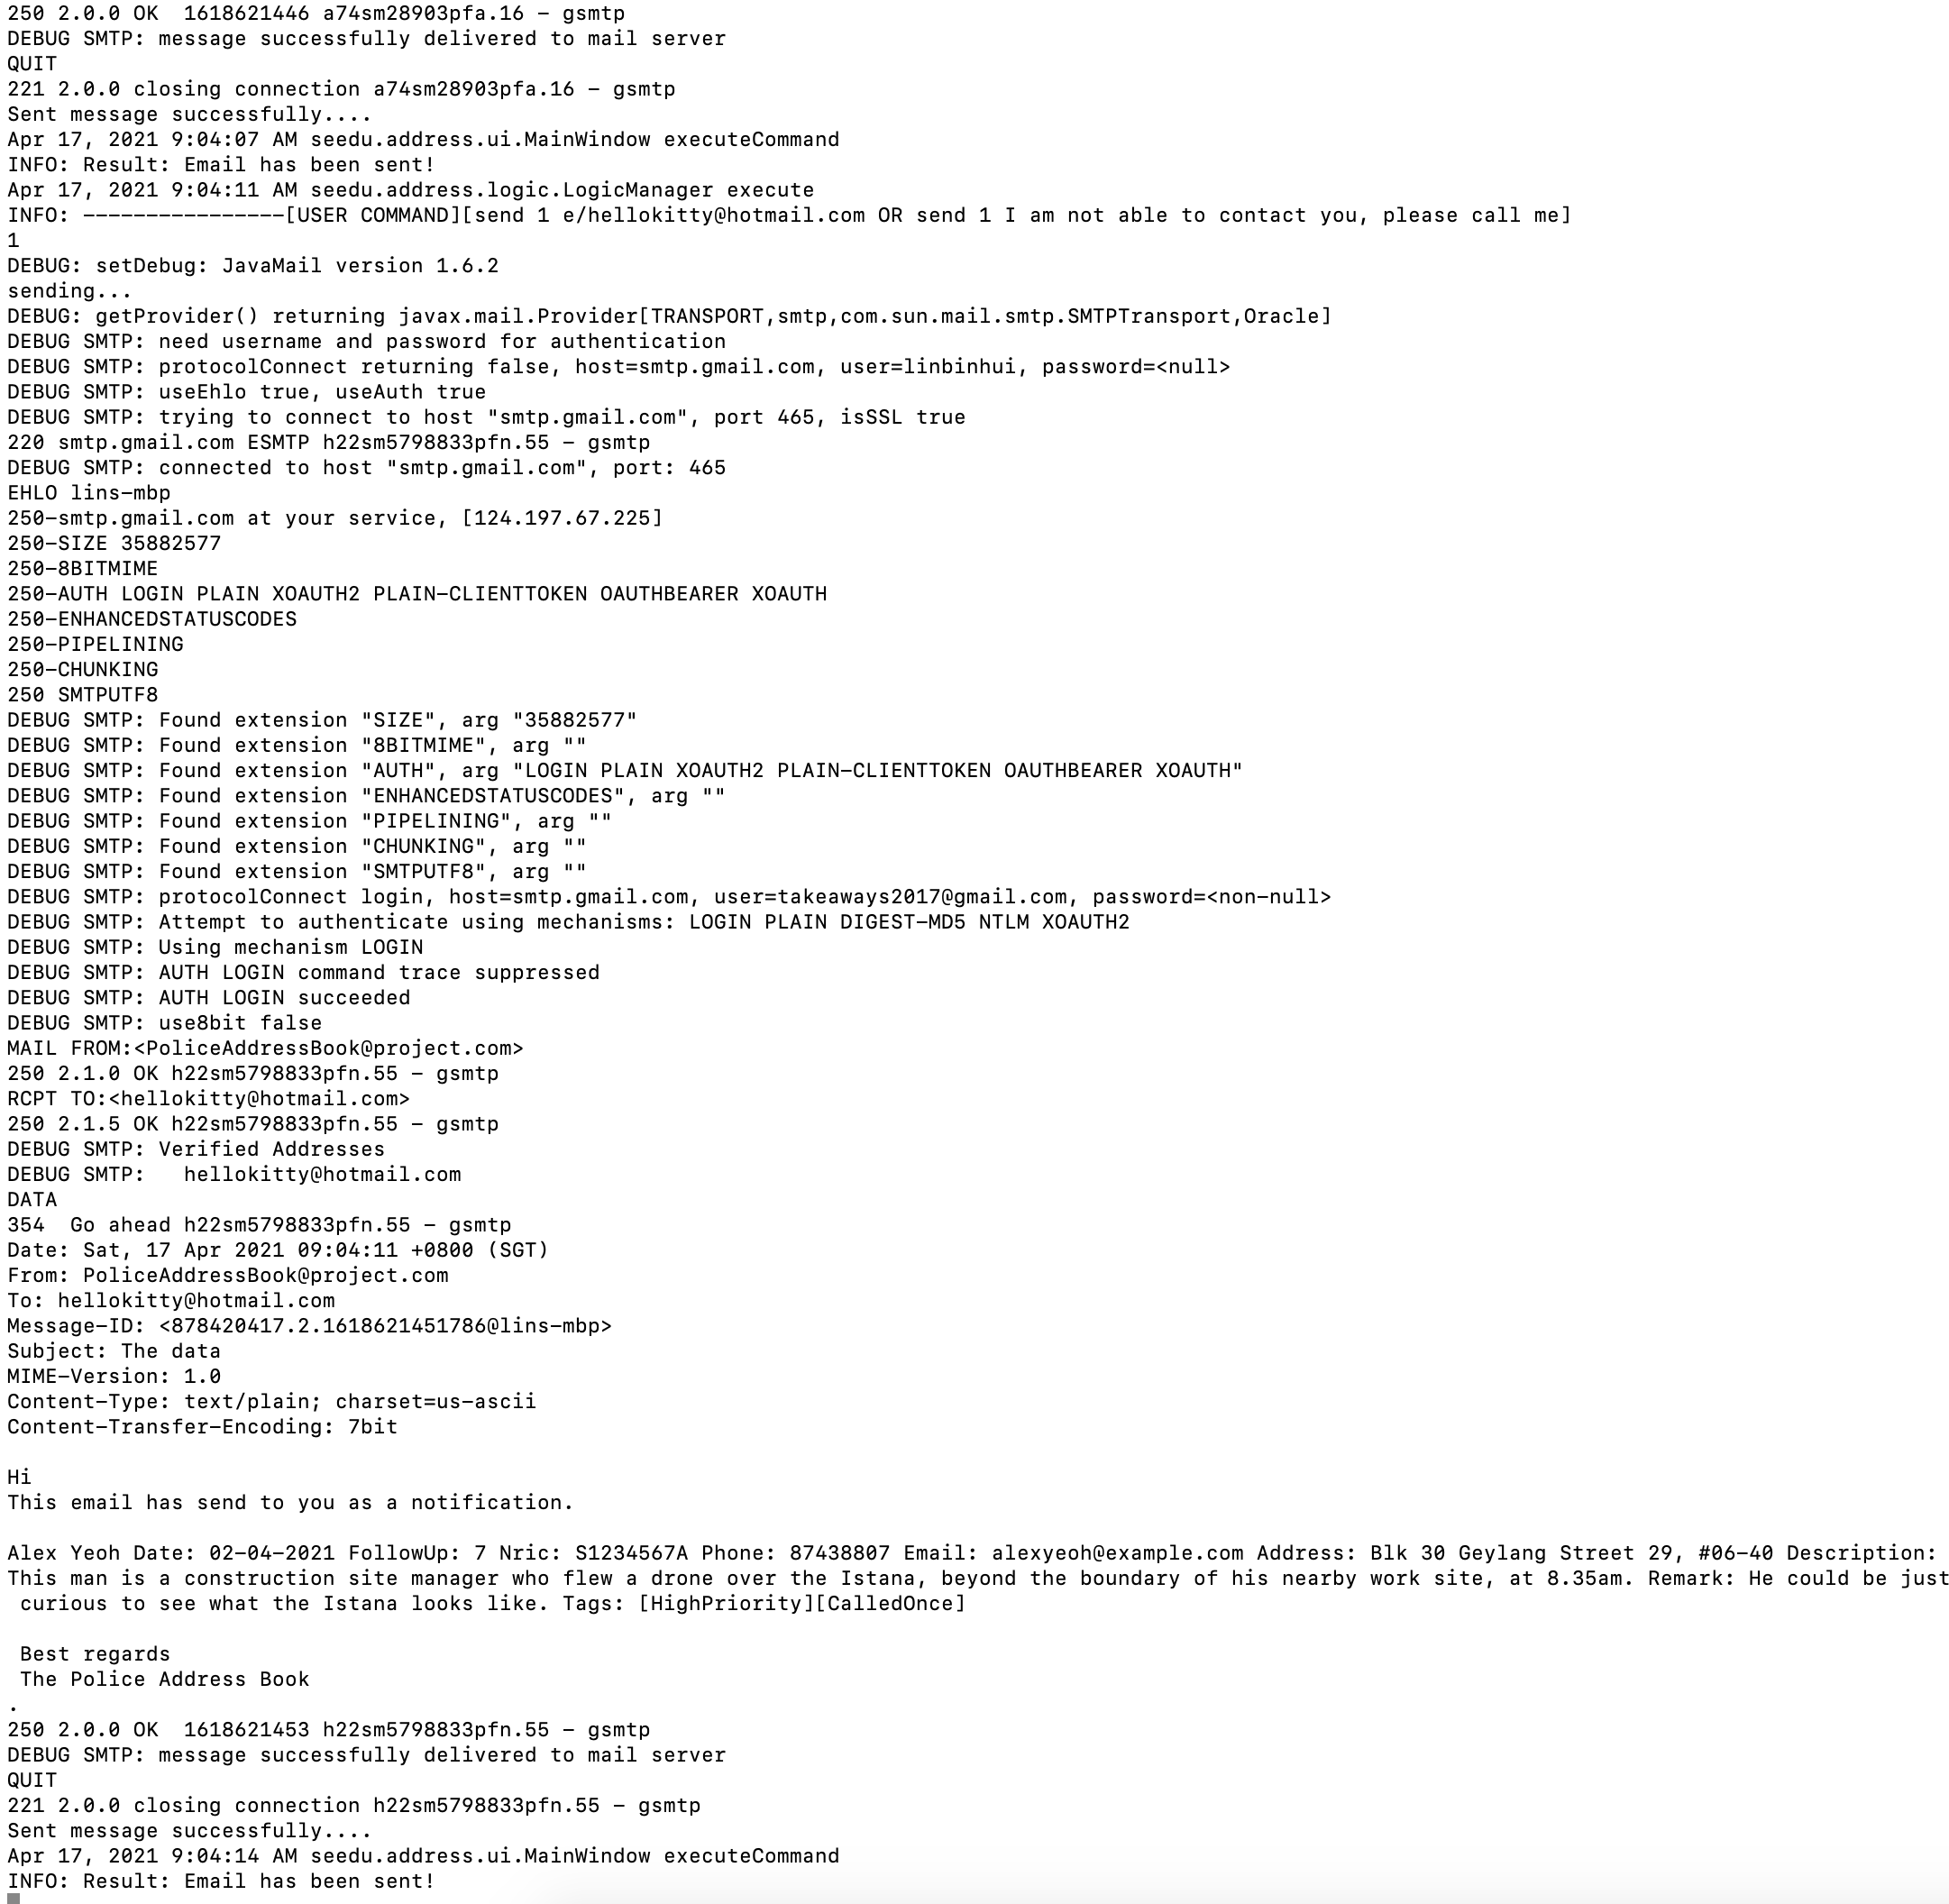 250 2.0.0 OK  1618621446 a74sm28903pfa.16 - gsmtp
DEBUG SMTP: message successfully delivered to mail server
QUIT
221 2.0.0 closing connection a74sm28903pfa.16 - gsmtp
Sent message successfully....
Apr 17, 2021 9:04:07 AM seedu.address.ui.MainWindow executeCommand
INFO: Result: Email has been sent!
Apr 17, 2021 9:04:11 AM seedu.address.logic.LogicManager execute
INFO: ----------------[USER COMMAND][send 1 e/hellokitty@hotmail.com OR send 1 I am not able to contact you, please call me]
1
DEBUG: setDebug: JavaMail version 1.6.2
sending...
DEBUG: getProvider() returning javax.mail.Provider[TRANSPORT,smtp,com.sun.mail.smtp.SMTPTransport,Oracle]
DEBUG SMTP: need username and password for authentication
DEBUG SMTP: protocolConnect returning false, host=smtp.gmail.com, user=linbinhui, password=<null>
DEBUG SMTP: useEhlo true, useAuth true
DEBUG SMTP: trying to connect to host "smtp.gmail.com", port 465, isSSL true
220 smtp.gmail.com ESMTP h22sm5798833pfn.55 - gsmtp
DEBUG SMTP: connected to host "smtp.gmail.com", port: 465
EHLO lins-mbp
250-smtp.gmail.com at your service, [124.197.67.225]
250-SIZE 35882577
250-8BITMIME
250-AUTH LOGIN PLAIN XOAUTH2 PLAIN-CLIENTTOKEN OAUTHBEARER XOAUTH
250-ENHANCEDSTATUSCODES
250-PIPELINING
250-CHUNKING
250 SMTPUTF8
DEBUG SMTP: Found extension "SIZE", arg "35882577"
DEBUG SMTP: Found extension "8BITMIME", arg ""
DEBUG SMTP: Found extension "AUTH", arg "LOGIN PLAIN XOAUTH2 PLAIN-CLIENTTOKEN OAUTHBEARER XOAUTH"
DEBUG SMTP: Found extension "ENHANCEDSTATUSCODES", arg ""
DEBUG SMTP: Found extension "PIPELINING", arg ""
DEBUG SMTP: Found extension "CHUNKING", arg ""
DEBUG SMTP: Found extension "SMTPUTF8", arg ""
DEBUG SMTP: protocolConnect login, host=smtp.gmail.com, user=takeaways2017@gmail.com, password=<non-null>
DEBUG SMTP: Attempt to authenticate using mechanisms: LOGIN PLAIN DIGEST-MD5 NTLM XOAUTH2
DEBUG SMTP: Using mechanism LOGIN
DEBUG SMTP: AUTH LOGIN command trace suppressed
DEBUG SMTP: AUTH LOGIN succeeded
DEBUG SMTP: use8bit false
MAIL FROM:<PoliceAddressBook@project.com>
250 2.1.0 OK h22sm5798833pfn.55 - gsmtp
RCPT TO:<hellokitty@hotmail.com>
250 2.1.5 OK h22sm5798833pfn.55 - gsmtp
DEBUG SMTP: Verified Addresses
DEBUG SMTP:   hellokitty@hotmail.com
DATA
354  Go ahead h22sm5798833pfn.55 - gsmtp
Date: Sat, 17 Apr 2021 09:04:11 +0800 (SGT)
From: PoliceAddressBook@project.com
To: hellokitty@hotmail.com
Message-ID: <878420417.2.1618621451786@lins-mbp>
Subject: The data
MIME-Version: 1.0
Content-Type: text/plain; charset=us-ascii
Content-Transfer-Encoding: 7bit

Hi
This email has send to you as a notification.

Alex Yeoh Date: 02-04-2021 FollowUp: 7 Nric: S1234567A Phone: 87438807 Email: alexyeoh@example.com Address: Blk 30 Geylang Street 29, #06-40 Description:
This man is a construction site manager who flew a drone over the Istana, beyond the boundary of his nearby work site, at 8.35am. Remark: He could be just
 curious to see what the Istana looks like. Tags: [HighPriority][CalledOnce]

 Best regards
 The Police Address Book
.
250 2.0.0 OK  1618621453 h22sm5798833pfn.55 - gsmtp
DEBUG SMTP: message successfully delivered to mail server
QUIT
221 2.0.0 closing connection h22sm5798833pfn.55 - gsmtp
Sent message successfully....
Apr 17, 2021 9:04:14 AM seedu.address.ui.MainWindow executeCommand
INFO: Result: Email has been sent!